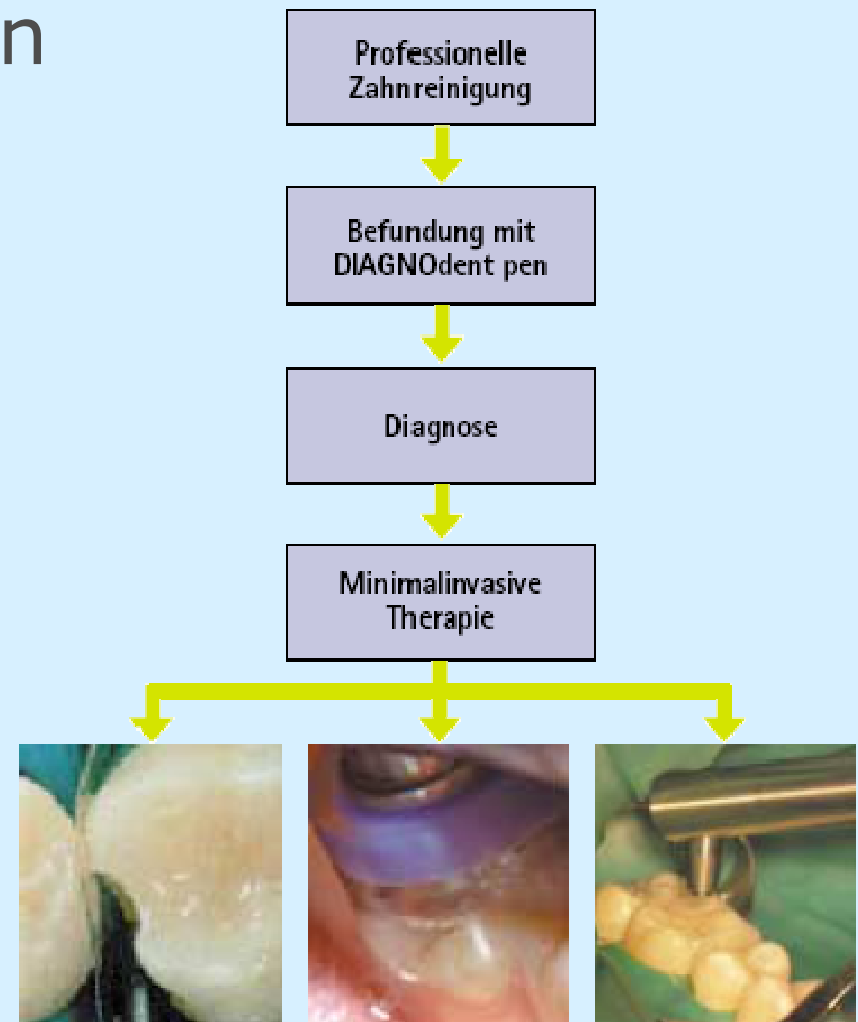 n
Professionelle
Zahnreinigung
Befundung mit
DIAGNOdent pen
Diagnose
Minimalinvasive
Therapie